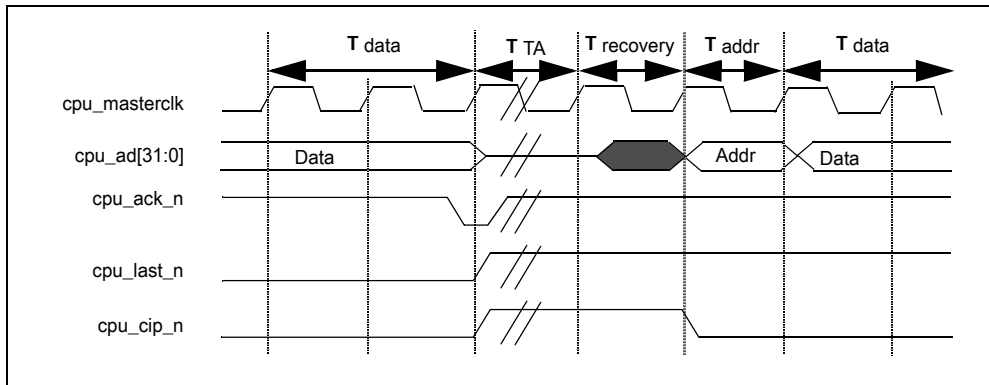 T data T TA T recovery T addr T data
cpu_masterclk
cpu_ad[31:0] Data Addr Data
cpu_ack_n
cpu_last_n
cpu_cip_n